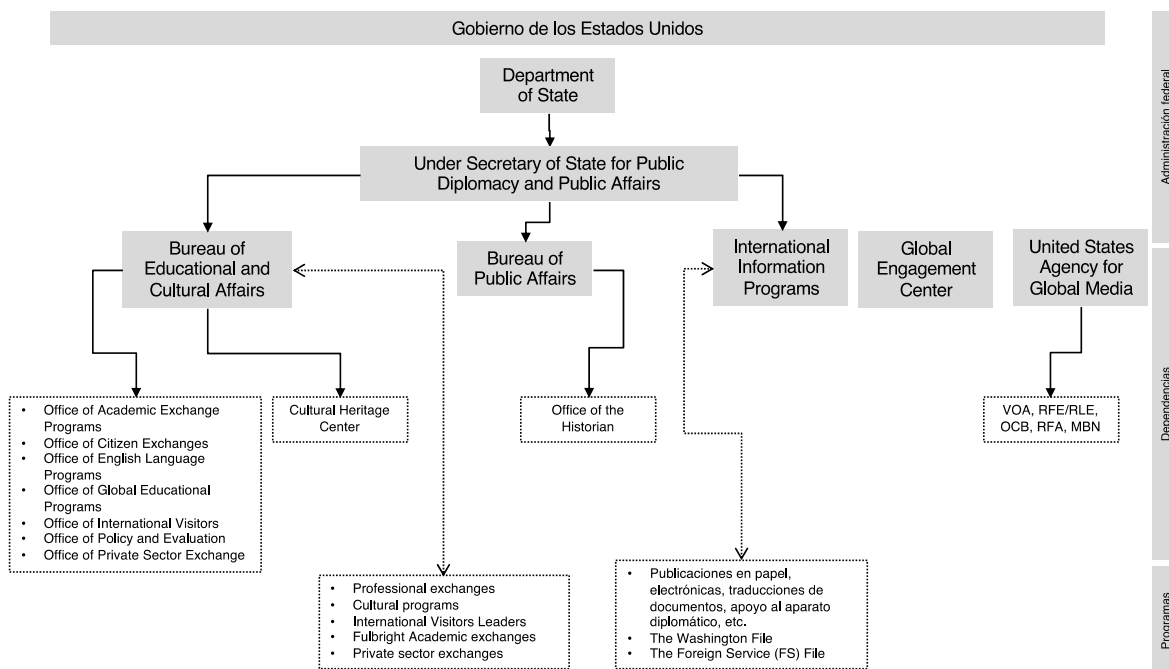 Gobierno de los Estados Unidos
Department
of State
Under Secretary of State for Public
Diplomacy and Public Affairs
Bureau of
Educational and
Cultural Affairs
Bureau of
Public Affairs
International
Information
Programs
Global
Engagement
Center
United States
Agency for
Global Media
• Office of Academic Exchange
Programs
• Office of Citizen Exchanges
• Office of English Language
Programs
• Office of Global Educational
Programs
• Office of International Visitors
• Office of Policy and Evaluation
• Office of Private Sector Exchange
Cultural Heritage
Center
Office of the
Historian
VOA, RFE/RLE,
OCB, RFA, MBN
• Professional exchanges
• Cultural programs
• International Visitors Leaders
• Fulbright Academic exchanges
• Private sector exchanges
• Publicaciones en papel,
electrónicas, traducciones de
documentos, apoyo al aparato
diplomático, etc.
• The Washington File
• The Foreign Service (FS) File
Administración federal
Dependencias
Programas